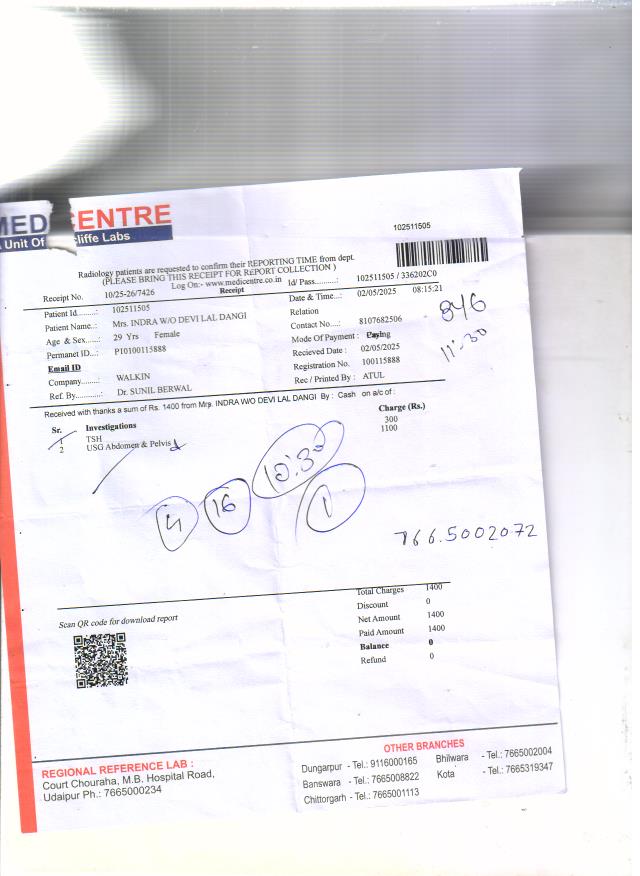 MED ENTRE
Unit Of cliffe Labs
102511505
Radiology patients are requested to confirm their REPORTING TIME from dept.
(PLEASE BRING THIS RECEIPT FOR REPORT COLLECTION )
Log On:- www.medicentre.co.in Id/ Pass..........: 102511505 / 336202C0
Receipt No. 10/25-26/7426 Receipt Date & Time...: 02/05/2025 08:15:21
Patient Id.......: 102511505 Relation
Patient Name..: Mrs. INDRA W/O DEVI LAL DANGI Contact No....: 8107682506
Age & Sex.....: 29 Yrs Female Mode Of Payment : Paying
Permanet ID...: P10100115888 Recieved Date : 02/05/2025
Email ID Registration No. 100115888
Company........: WALKIN Rec / Printed By : ATUL
Ref. By..........: Dr. SUNIL BERWAL
846
11:30
Received with thanks a sum of Rs. 1400 from Mrs. INDRA W/O DEVI LAL DANGI By : Cash on a/c of :
Sr. Investigations Charge (Rs.)
1 TSH 300
2 USG Abdomen & Pelvis 1100
10:30
16
1
766.5002072
Total Charges 1400
Discount 0
Net Amount 1400
Paid Amount 1400
Balance 0
Refund 0
Scan QR code for download report
REGIONAL REFERENCE LAB :
Court Chouraha, M.B. Hospital Road,
Udaipur Ph.: 7665000234
OTHER BRANCHES
Dungarpur - Tel.: 9116000165 Bhilwara - Tel.: 7665002004
Banswara - Tel.: 7665008822 Kota - Tel.: 7665319347
Chittorgarh - Tel.: 7665001113